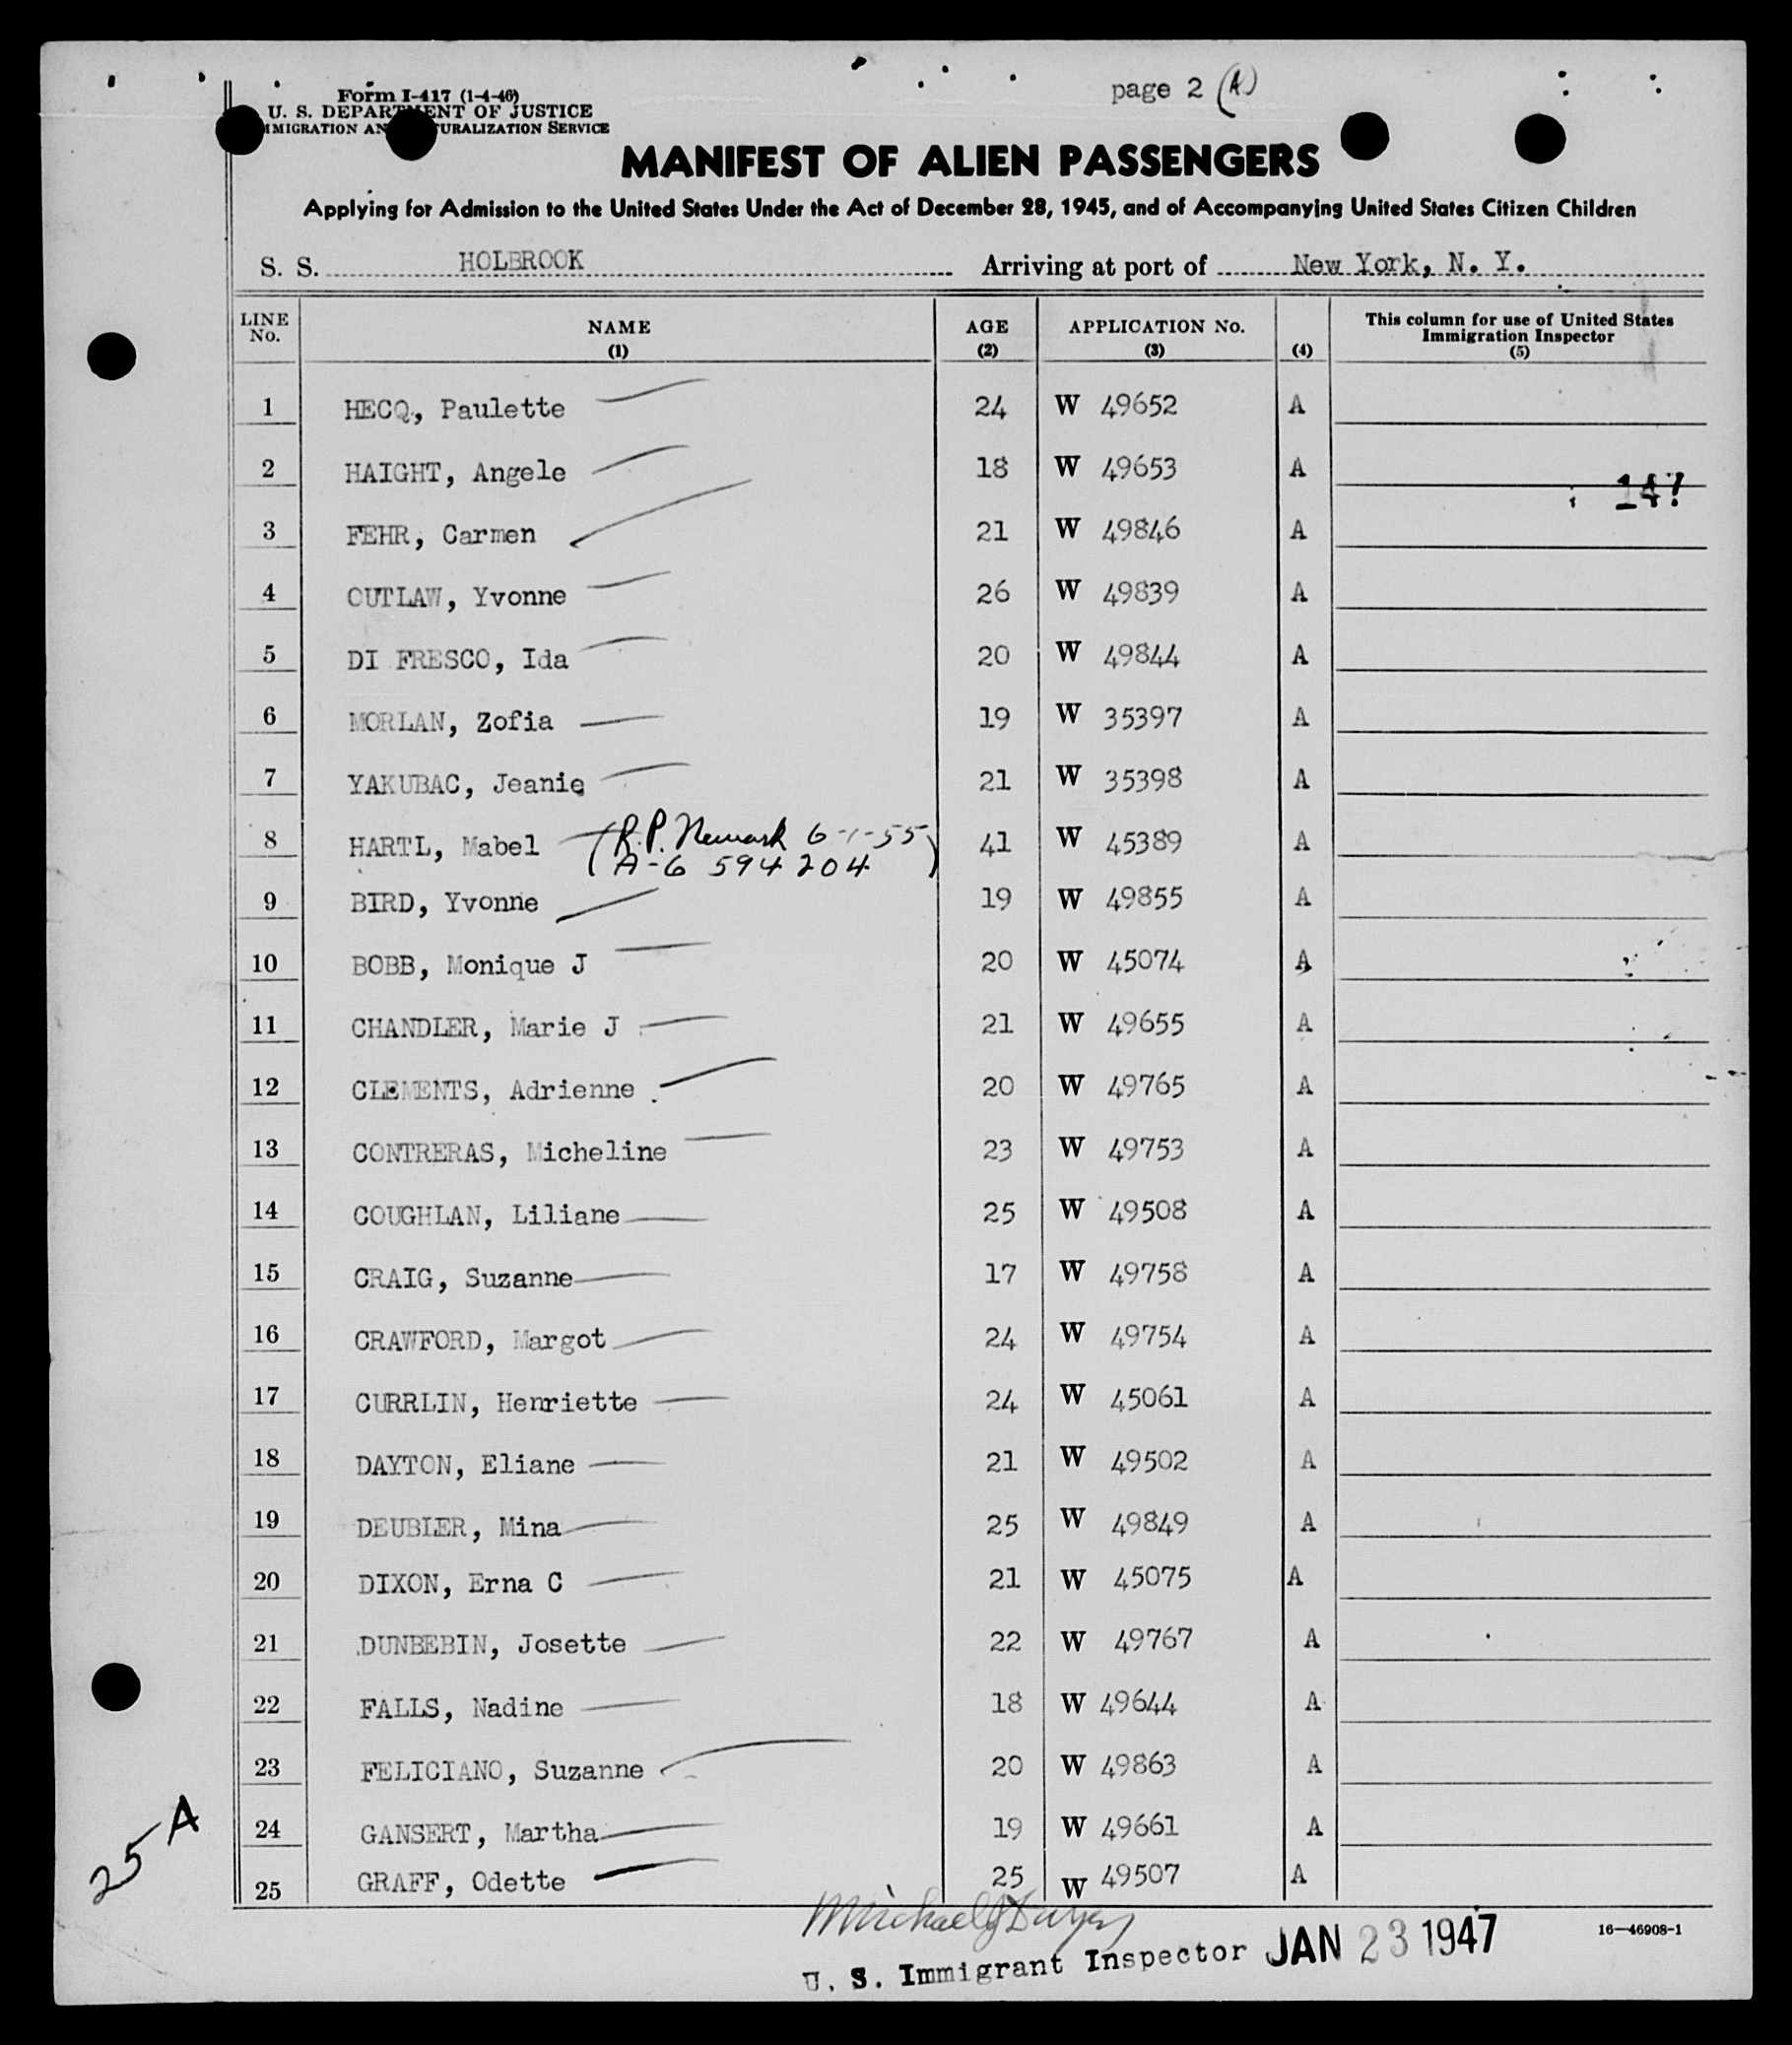 page 2 (A)
Form I-417 (1-4-46)
U. S. DEPARTMENT OF JUSTICE
IMMIGRATION AND NATURALIZATION SERVICE
MANIFEST OF ALIEN PASSENGERS
Applying for Admission to the United States Under the Act of December 28, 1945, and of Accompanying United States Citizen Children
S. S. HOLBROOK Arriving at port of New York, N. Y.
LINE No. NAME (1) AGE (2) APPLICATION No. (3) (4) This column for use of United States Immigration Inspector (5)
1 HECQ, Paulette 24 W 49652 A
2 HAIGHT, Angele 18 W 49653 A
147
3 FEHR, Carmen 21 W 49846 A
4 OUTLAW, Yvonne 26 W 49839 A
5 DI FRESCO, Ida 20 W 49844 A
6 MORLAN, Zofia 19 W 35397 A
7 YAKUBAC, Jeanie 21 W 35398 A
8 HARTL, Mabel (R.P. Newark 6-1-55 A-6 594 204) 41 W 45389 A
9 BIRD, Yvonne 19 W 49855 A
10 BOBB, Monique J 20 W 45074 A
11 CHANDLER, Marie J 21 W 49655 A
12 CLEMENTS, Adrienne 20 W 49765 A
13 CONTRERAS, Micheline 23 W 49753 A
14 COUGHLAN, Liliane 25 W 49508 A
15 CRAIG, Suzanne 17 W 49758 A
16 CRAWFORD, Margot 24 W 49754 A
17 CURRLIN, Henriette 24 W 45061 A
18 DAYTON, Eliane 21 W 49502 A
19 DEUBLER, Mina 25 W 49849 A
20 DIXON, Erna C 21 W 45075 A
21 DUNBEBIN, Josette 22 W 49767 A
22 FALLS, Nadine 18 W 49644 A
23 FELICIANO, Suzanne 20 W 49863 A
24 GANSERT, Martha 19 W 49661 A
25 GRAFF, Odette 25 W 49507 A
25 A
Michael J
U. S. Immigrant Inspector JAN 23 1947
16—46908-1